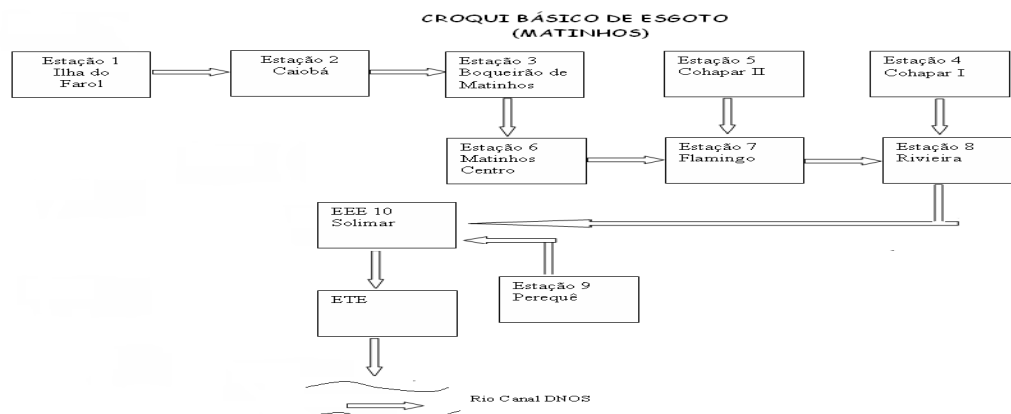 CROQUI BÁSICO DE ESGOTO
(MATINHOS)
Estação 1
Ilha do
Farol
Estação 2
Caiobá
Estação 3
Boqueirão de
Matinhos
Estação 5
Cohapar II
Estação 4
Cohapar I
Estação 6
Matinhos
Centro
Estação 7
Flamingo
Estação 8
Rivieira
EEE 10
Solimar
Estação 9
Perequê
ETE
Rio Canal DNOS